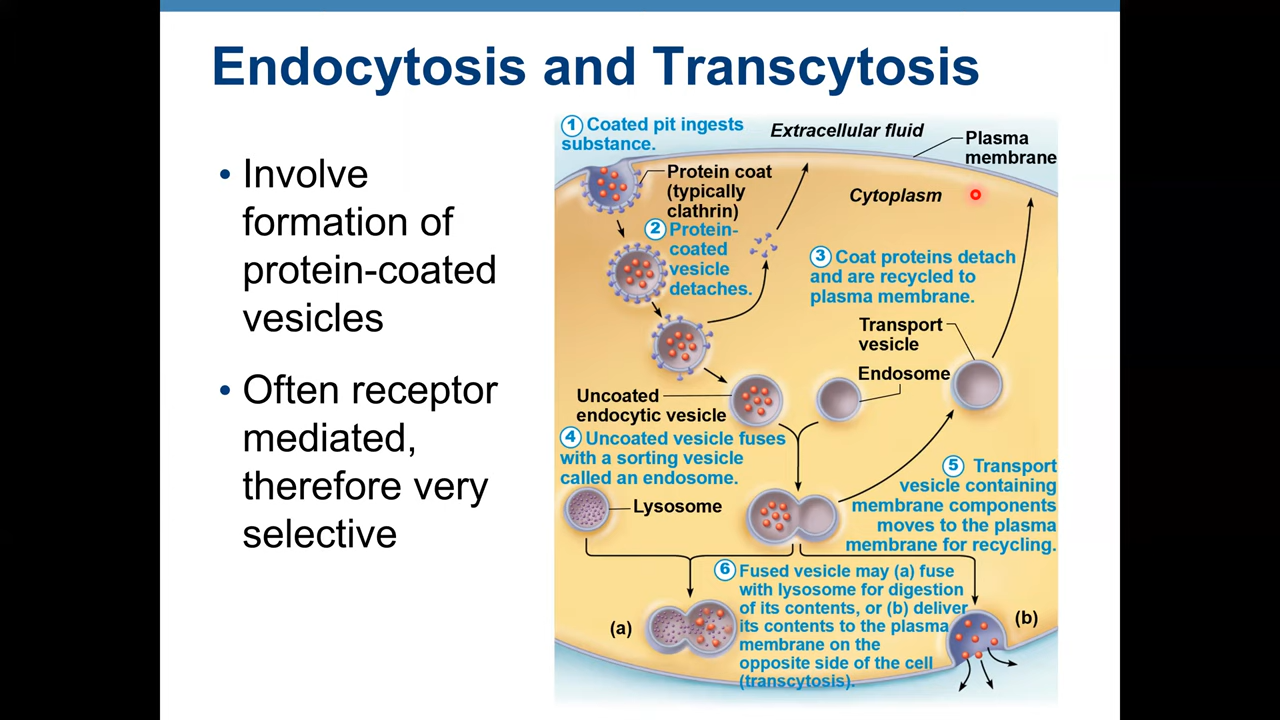 Endocytosis and Transcytosis
• Involve
formation of
protein-coated
vesicles
• Often receptor
mediated,
therefore very
selective
1 Coated pit ingests
substance.
Extracellular fluid
Plasma
membrane
Protein coat
(typically
clathrin)
Cytoplasm
2 Protein-
coated
vesicle
detaches.
3 Coat proteins detach
and are recycled to
plasma membrane.
Transport
vesicle
Endosome
Uncoated
endocytic vesicle
4 Uncoated vesicle fuses
with a sorting vesicle
called an endosome.
Lysosome
5 Transport
vesicle containing
membrane components
moves to the plasma
membrane for recycling.
6 Fused vesicle may (a) fuse
with lysosome for digestion
of its contents, or (b) deliver
its contents to the plasma
membrane on the
opposite side of the cell
(transcytosis).
(a)
(b)